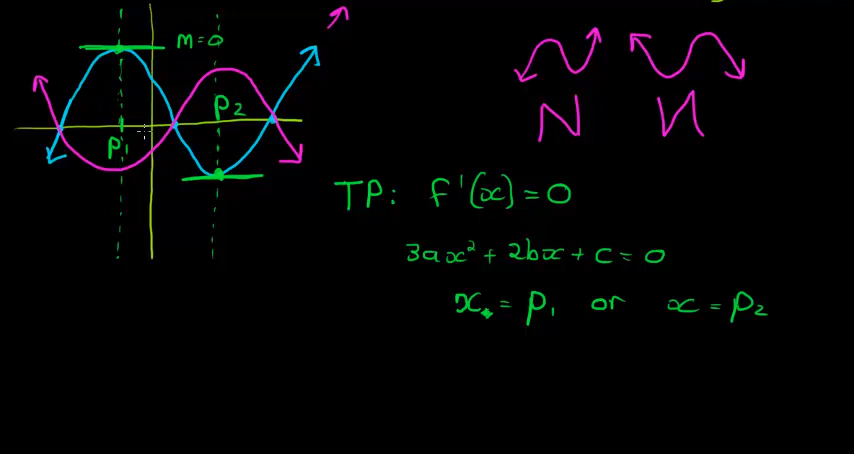 m=0
p₂
p₁
N И
TP: f'(x)=0
3ax² + 2bx + c = 0
x = p₁ or x = p₂